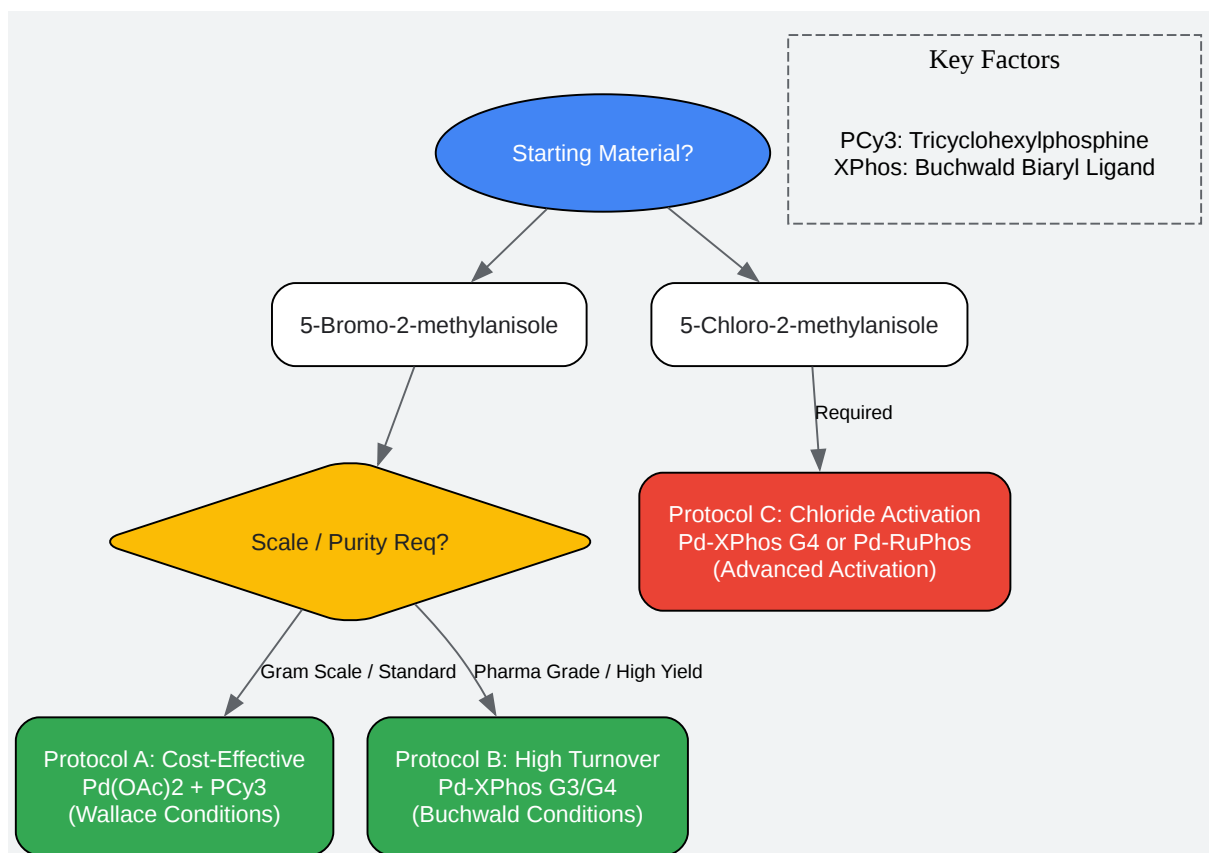 Key Factors
PCy3: Tricyclohexylphosphine
XPhos: Buchwald Biaryl Ligand
Starting Material?
5-Bromo-2-methylanisole
5-Chloro-2-methylanisole
Required
Scale / Purity Req?
Protocol C: Chloride Activation
Pd-XPhos G4 or Pd-RuPhos
(Advanced Activation)
Gram Scale / Standard
Pharma Grade / High Yield
Protocol A: Cost-Effective
Pd(OAc)2 + PCy3
(Wallace Conditions)
Protocol B: High Turnover
Pd-XPhos G3/G4
(Buchwald Conditions)